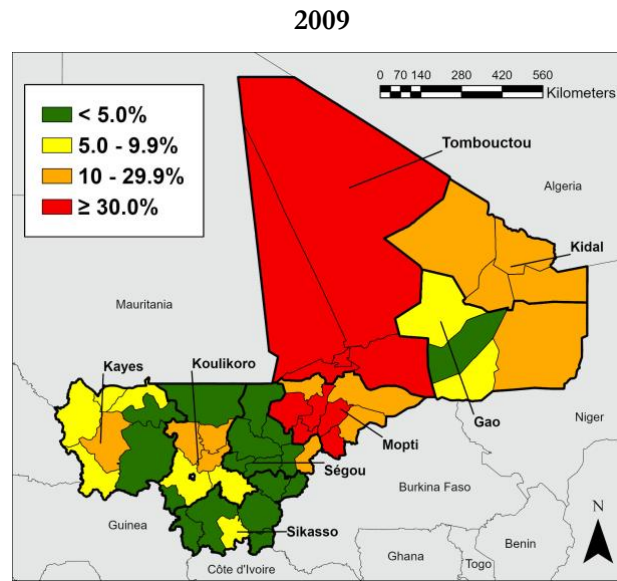 2009
< 5.0%
5.0 - 9.9%
10 - 29.9%
≥ 30.0%
0 70 140 280 420 560
Kilometers
Tombouctou
Algeria
Kidal
Mauritania
Kayes
Koulikoro
Niger
Gao
Mopti
Ségou
Burkina Faso
N
Guinea
Sikasso
Benin
Ghana
Togo
Côte d'Ivoire